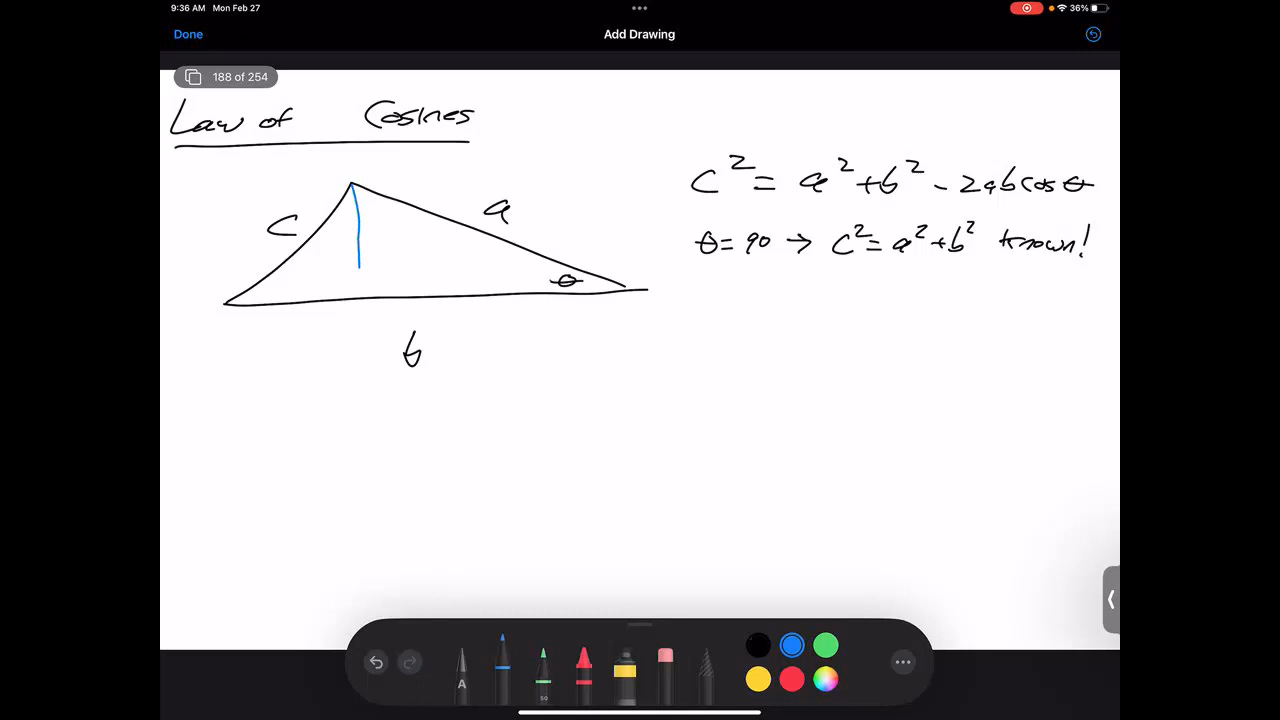 9:36 AM Mon Feb 27
36%
Done
Add Drawing
188 of 254
Law of Cosines
c² = a² + b² - 2abcosθ
θ = 90 → c² = a² + b² known!
c
a
θ
b
A
50